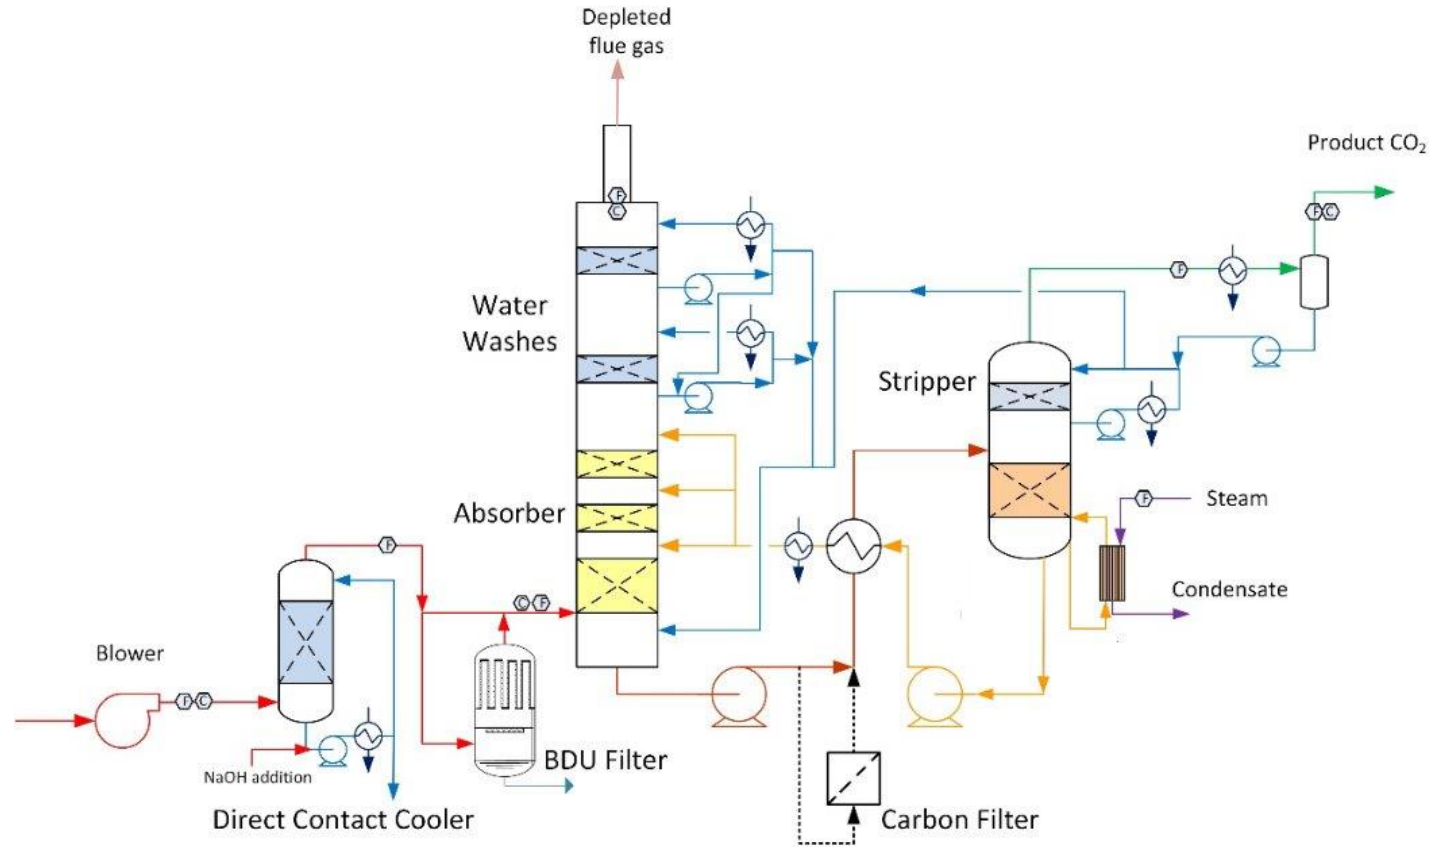 Depleted
flue gas
Product CO₂
F
C
F C
F
Water
Washes
Stripper
F
Steam
Absorber
F
C F
Condensate
Blower
F C
BDU Filter
NaOH addition
Direct Contact Cooler
Carbon Filter